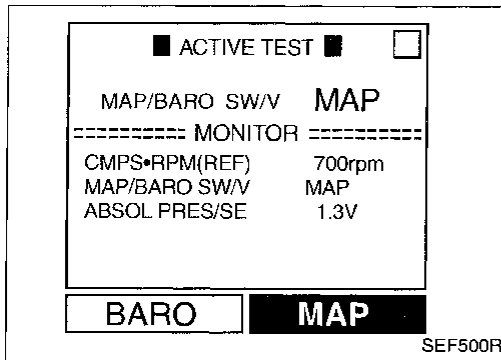 ■ ACTIVE TEST ■
MAP/BARO SW/V MAP
========= MONITOR =========
CMPS•RPM(REF) 700rpm
MAP/BARO SW/V MAP
ABSOL PRES/SE 1.3V
BARO MAP
SEF500R